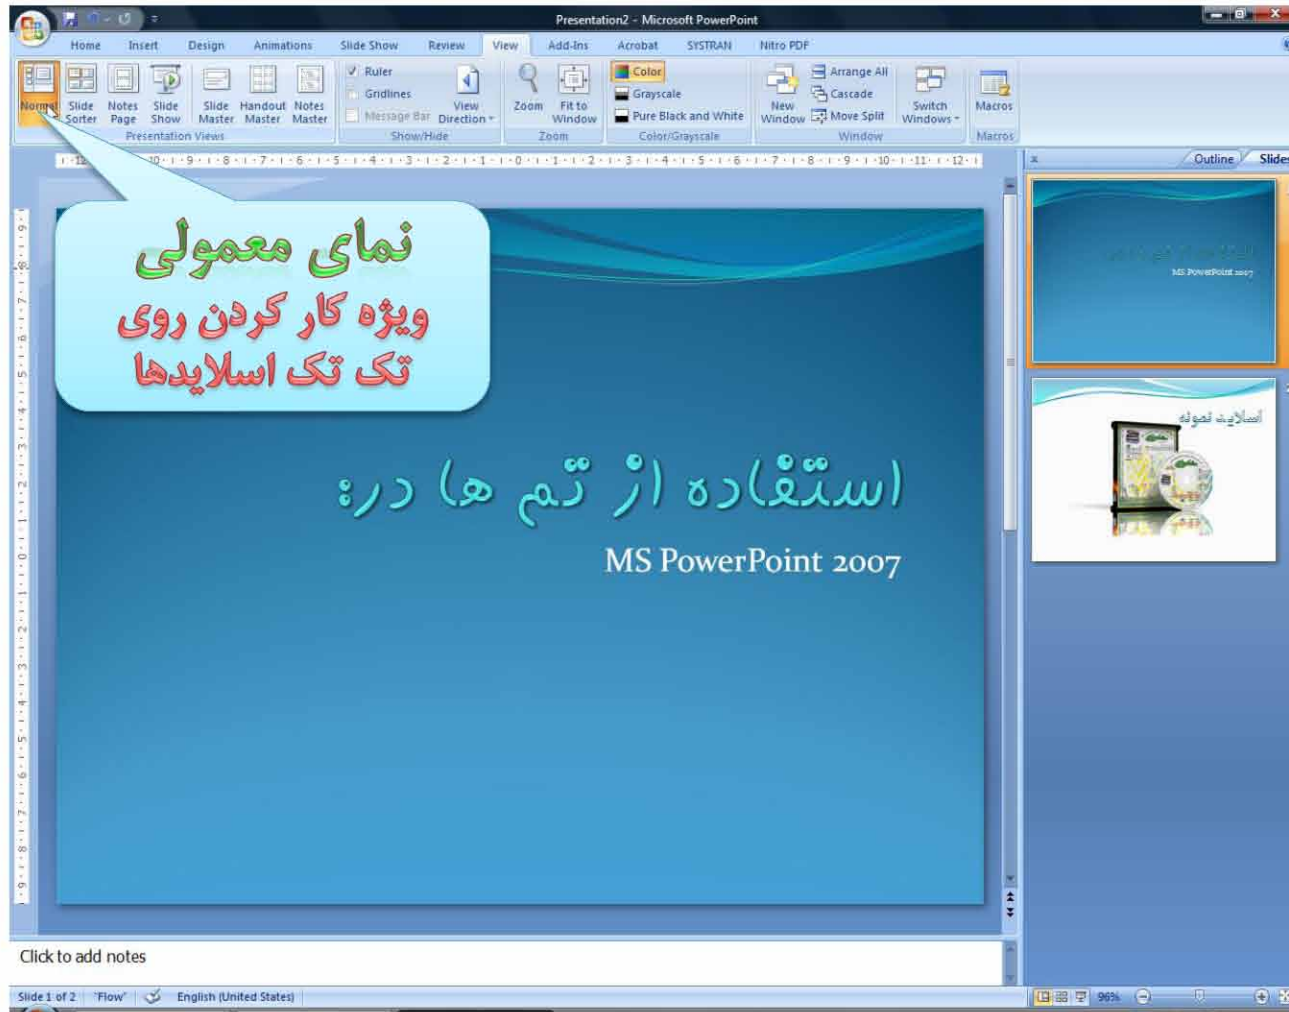 Presentation2 - Microsoft PowerPoint
Home Insert Design Animations Slide Show Review View Add-Ins Acrobat SYSTRAN Nitro PDF
Normal Slide Sorter Notes Page Slide Show Slide Master Handout Master Notes Master
Presentation Views
Ruler
Gridlines
Message Bar
View Direction
Show/Hide
Zoom Fit to Window
Zoom
Color
Grayscale
Pure Black and White
Color/Grayscale
New Window
Arrange All
Cascade
Move Split
Switch Windows
Window
Macros
Macros
Outline Slides
نمای معمولی
ویژه کار کردن روی
تک تک اسلایدها
استفاده از تم ها در:
MS PowerPoint 2007
MS PowerPoint 2007
اسلاید نمونه
Click to add notes
Slide 1 of 2 "Flow" English (United States) 96%